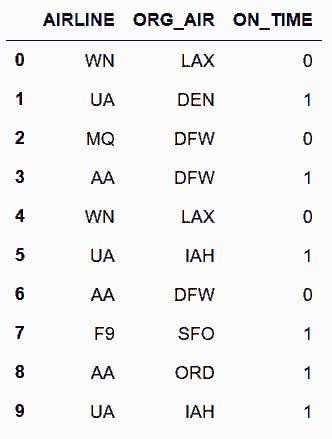 AIRLINE ORG_AIR ON_TIME
0 WN LAX 0
1 UA DEN 1
2 MQ DFW 0
3 AA DFW 1
4 WN LAX 0
5 UA IAH 1
6 AA DFW 0
7 F9 SFO 1
8 AA ORD 1
9 UA IAH 1